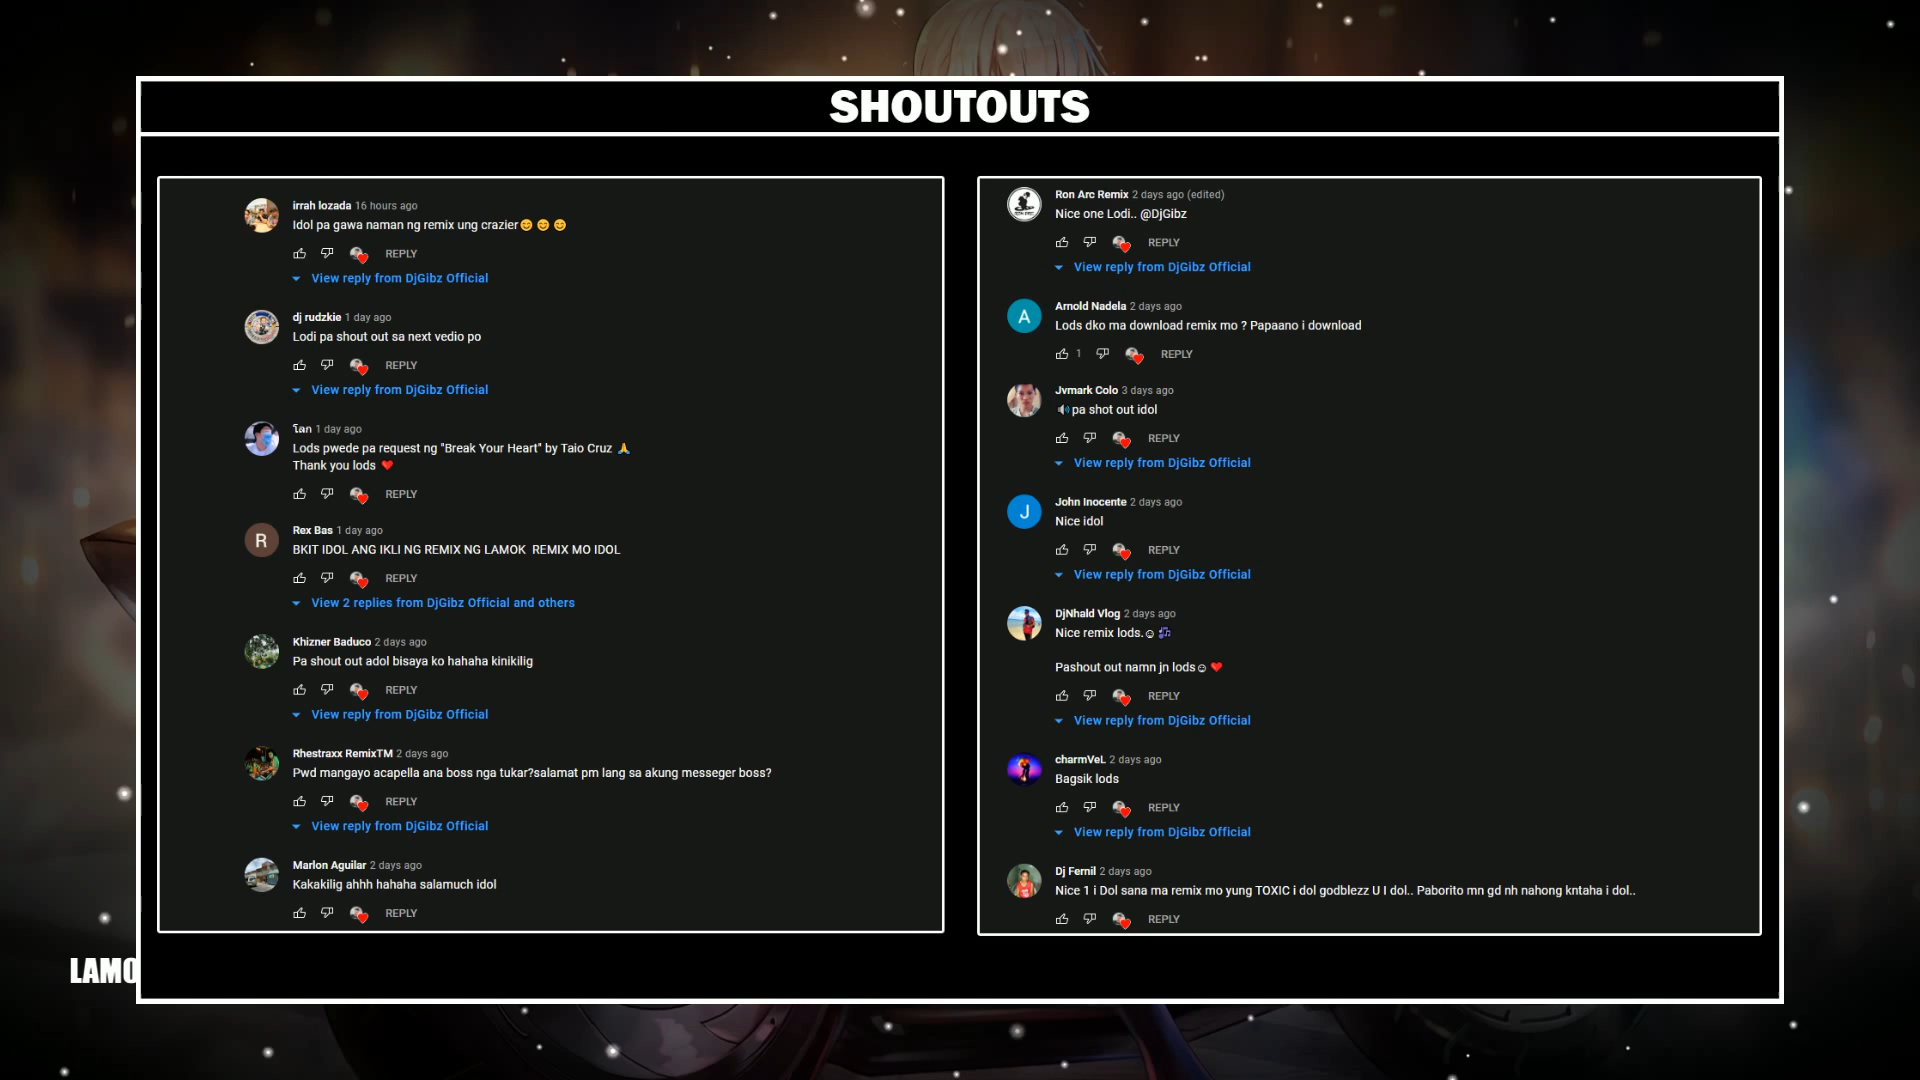 SHOUTOUTS
irrah lozada 16 hours ago
Idol pa gawa naman ng remix ung crazier😊 😊 😊
REPLY
View reply from DjGibz Official
dj rudzkie 1 day ago
Lodi pa shout out sa next vedio po
REPLY
View reply from DjGibz Official
โลภ 1 day ago
Lods pwede pa request ng "Break Your Heart" by Taio Cruz 🙏
Thank you lods ❤️
REPLY
R
Rex Bas 1 day ago
BKIT IDOL ANG IKLI NG REMIX NG LAMOK  REMIX MO IDOL
REPLY
View 2 replies from DjGibz Official and others
Khizner Baduco 2 days ago
Pa shout out adol bisaya ko hahaha kinikilig
REPLY
View reply from DjGibz Official
Rhestraxx RemixTM 2 days ago
Pwd mangayo acapella ana boss nga tukar?salamat pm lang sa akung messeger boss?
REPLY
View reply from DjGibz Official
Marlon Aguilar 2 days ago
Kakakilig ahhh hahaha salamuch idol
REPLY
Ron Arc Remix 2 days ago (edited)
Nice one Lodi.. @DjGibz
REPLY
View reply from DjGibz Official
A
Arnold Nadela 2 days ago
Lods dko ma download remix mo ? Papaano i download
1 REPLY
Jvmark Colo 3 days ago
🔊pa shot out idol
REPLY
View reply from DjGibz Official
J
John Inocente 2 days ago
Nice idol
REPLY
View reply from DjGibz Official
DjNhald Vlog 2 days ago
Nice remix lods.☺🎶
Pashout out namn jn lods☺ ❤️
REPLY
View reply from DjGibz Official
charmVeL 2 days ago
Bagsik lods
REPLY
View reply from DjGibz Official
Dj Fernil 2 days ago
Nice 1 i Dol sana ma remix mo yung TOXIC i dol godblezz U I dol.. Paborito mn gd nh nahong kntaha i dol..
REPLY
LAMO